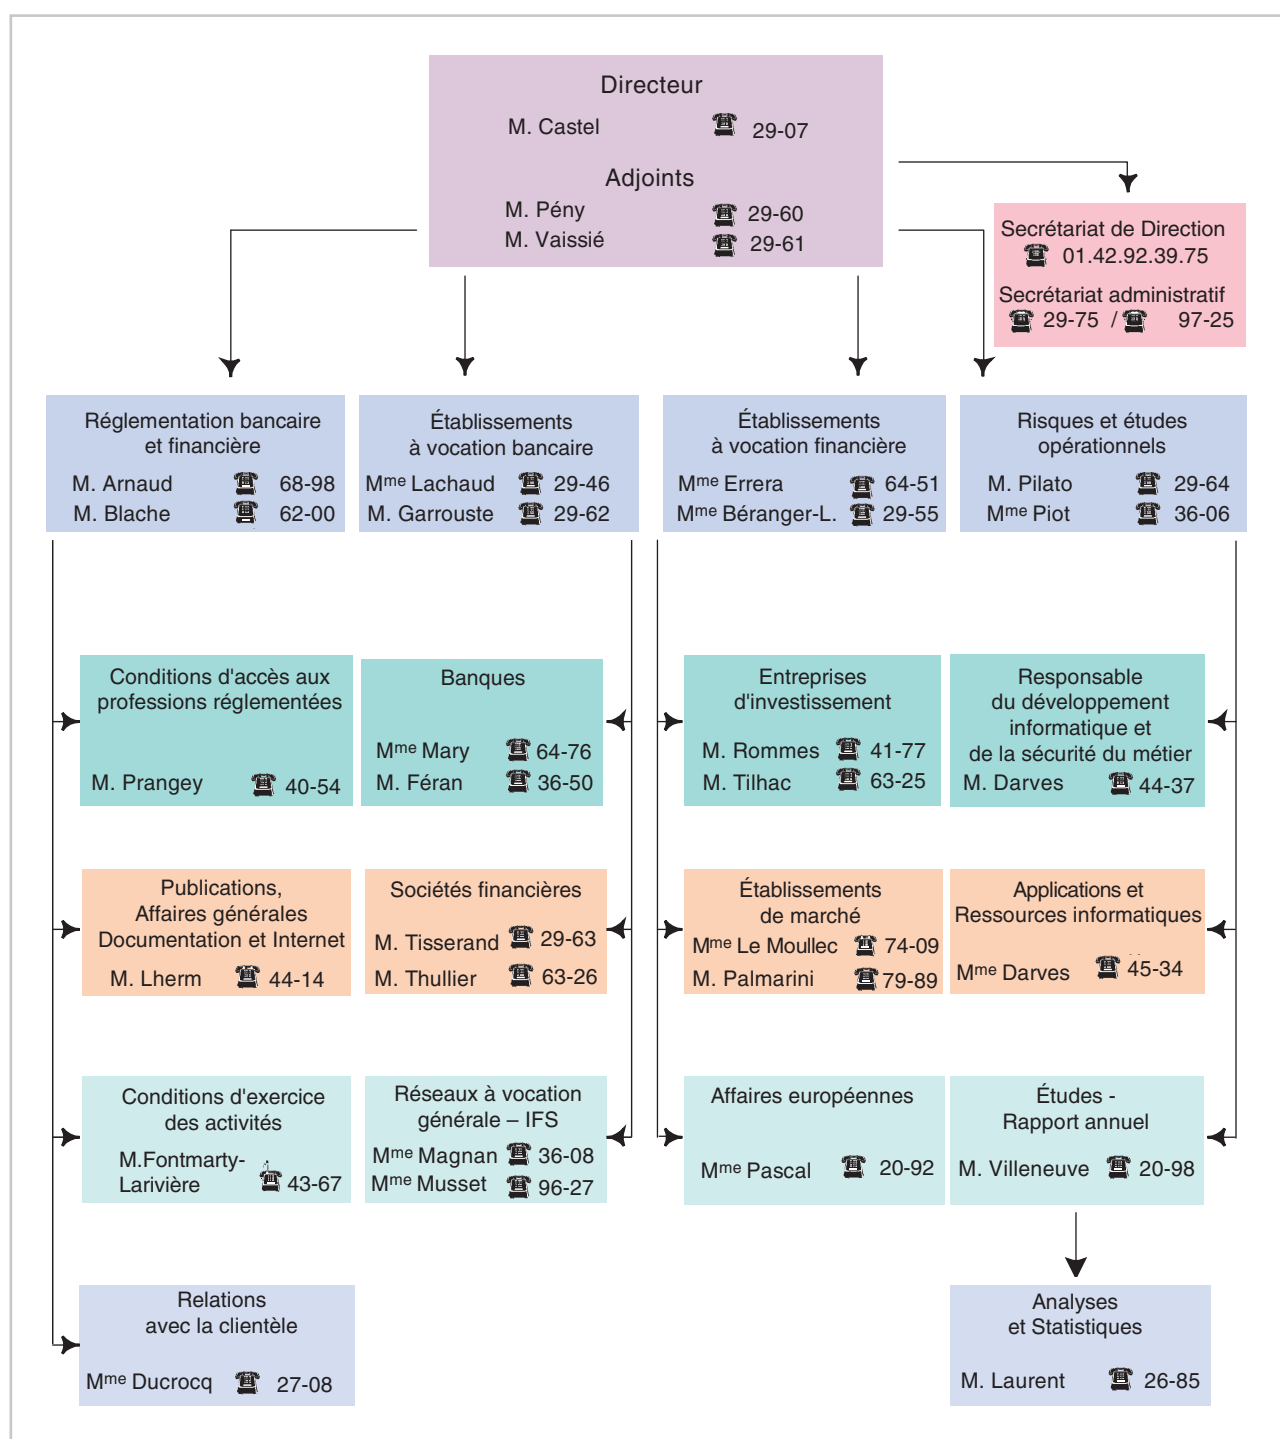 Directeur
M. Castel 29-07
Adjoints
M. Pény 29-60
M. Vaissié 29-61
Secrétariat de Direction
01.42.92.39.75
Secrétariat administratif
29-75 / 97-25
Réglementation bancaire
et financière
M. Arnaud 68-98
M. Blache 62-00
Établissements
à vocation bancaire
Mme Lachaud 29-46
M. Garrouste 29-62
Établissements
à vocation financière
Mme Errera 64-51
Mme Béranger-L. 29-55
Risques et études
opérationnels
M. Pilato 29-64
Mme Piot 36-06
Conditions d'accès aux
professions réglementées
M. Prangey 40-54
Banques
Mme Mary 64-76
M. Féran 36-50
Entreprises
d'investissement
M. Rommes 41-77
M. Tilhac 63-25
Responsable
du développement
informatique et
de la sécurité du métier
M. Darves 44-37
Publications,
Affaires générales
Documentation et Internet
M. Lherm 44-14
Sociétés financières
M. Tisserand 29-63
M. Thullier 63-26
Établissements
de marché
Mme Le Moullec 74-09
M. Palmarini 79-89
Applications et
Ressources informatiques
Mme Darves 45-34
Conditions d'exercice
des activités
M.Fontmarty-
Larivière 43-67
Réseaux à vocation
générale – IFS
Mme Magnan 36-08
Mme Musset 96-27
Affaires européennes
Mme Pascal 20-92
Études -
Rapport annuel
M. Villeneuve 20-98
Relations
avec la clientèle
Mme Ducrocq 27-08
Analyses
et Statistiques
M. Laurent 26-85